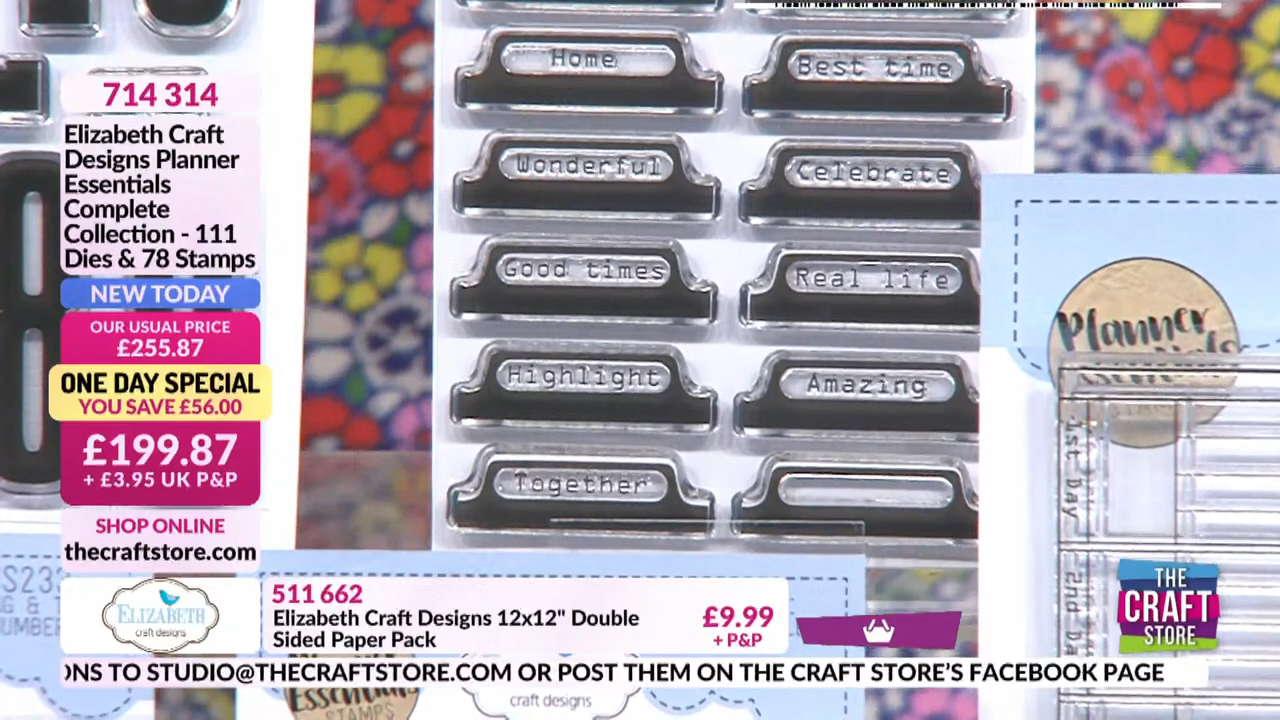 714 314
Elizabeth Craft
Designs Planner
Essentials
Complete
Collection - 111
Dies & 78 Stamps
NEW TODAY
OUR USUAL PRICE
£255.87
ONE DAY SPECIAL
YOU SAVE £56.00
£199.87
+ £3.95 UK P&P
SHOP ONLINE
thecraftstore.com
Home
Best time
Wonderful
Celebrate
Good times
Real life
Highlight
Amazing
Together
Planner
1st Day
2nd Da
ELIZABETH
craft designs
511 662
Elizabeth Craft Designs 12x12" Double
Sided Paper Pack
£9.99
+ P&P
THE
CRAFT
STORE
ONS TO STUDIO@THECRAFTSTORE.COM OR POST THEM ON THE CRAFT STORE'S FACEBOOK PAGE
Essentials
STAMPS
craft designs